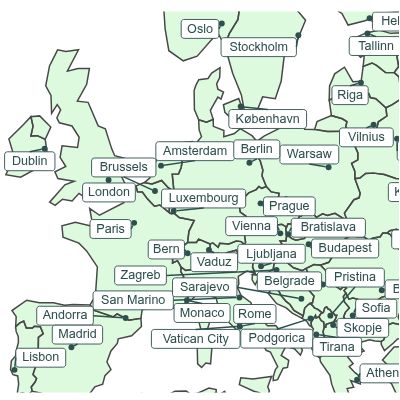 Oslo
Hel
Stockholm
Tallinn
Riga
København
Vilnius
Dublin
Amsterdam
Berlin
Warsaw
Brussels
London
Luxembourg
K
Prague
Paris
Vienna
Bratislava
Bern
Vaduz
Ljubljana
Budapest
Zagreb
Sarajevo
Belgrade
Pristina
B
San Marino
Andorra
Monaco
Rome
Sofia
Madrid
Skopje
Vatican City
Podgorica
Tirana
Lisbon
Athen